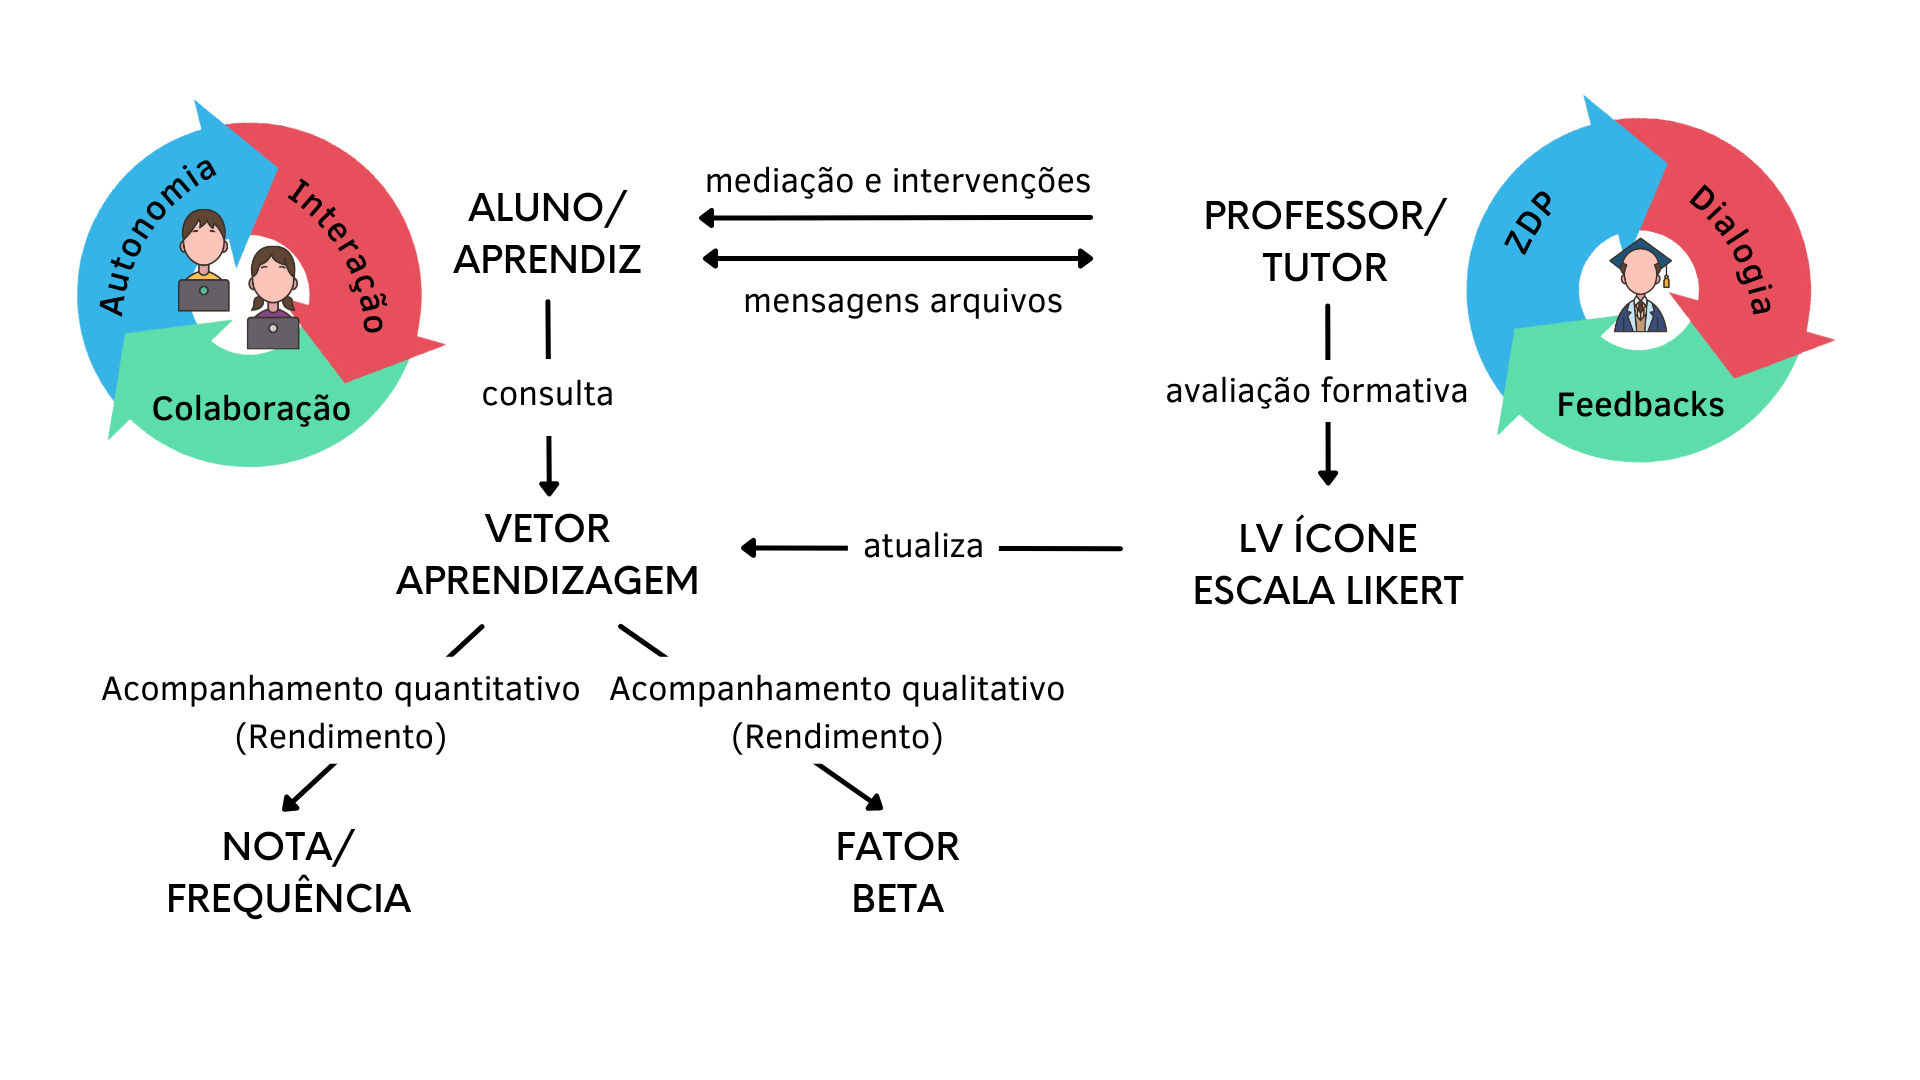 Autonomia
Interação
Colaboração
ALUNO/
APRENDIZ
mediação e intervenções
mensagens arquivos
PROFESSOR/
TUTOR
ZDP
Dialogia
Feedbacks
consulta
avaliação formativa
VETOR
APRENDIZAGEM
atualiza
LV ÍCONE
ESCALA LIKERT
Acompanhamento quantitativo
(Rendimento)
Acompanhamento qualitativo
(Rendimento)
NOTA/
FREQUÊNCIA
FATOR
BETA